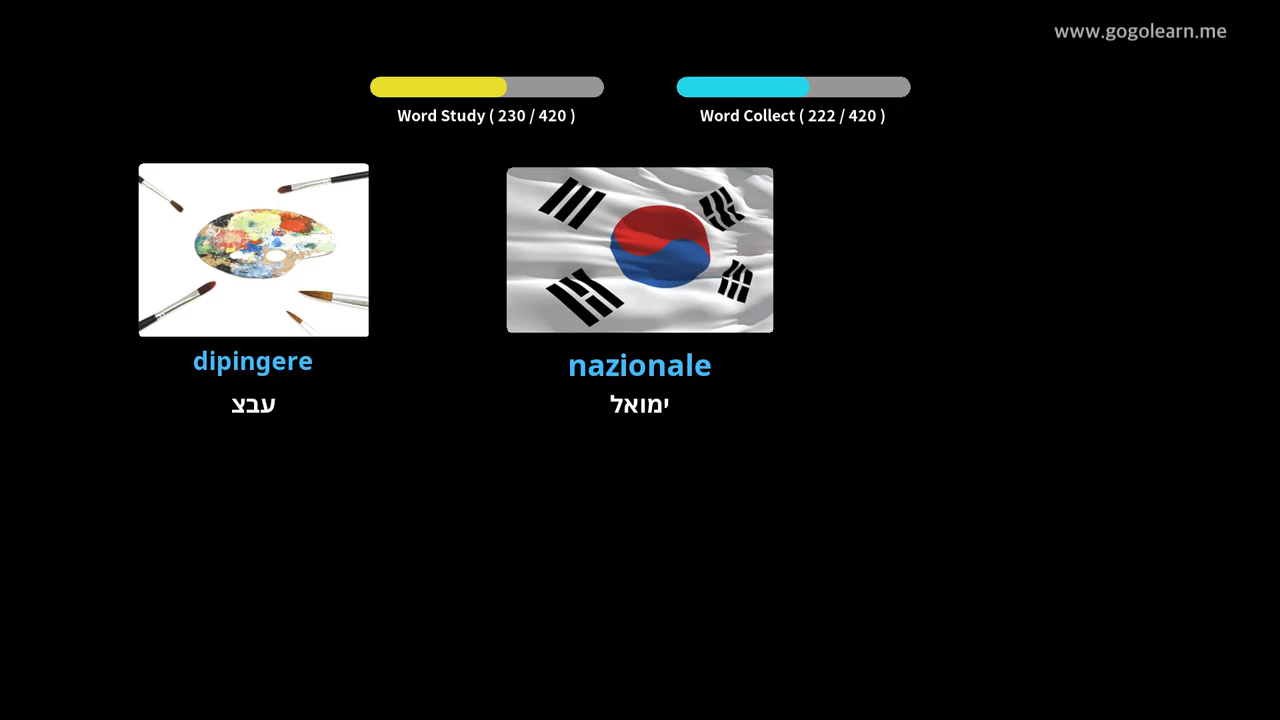 www.gogolearn.me
Word Study ( 230 / 420 )
Word Collect ( 222 / 420 )
dipingere
עבצ
nazionale
ימואל